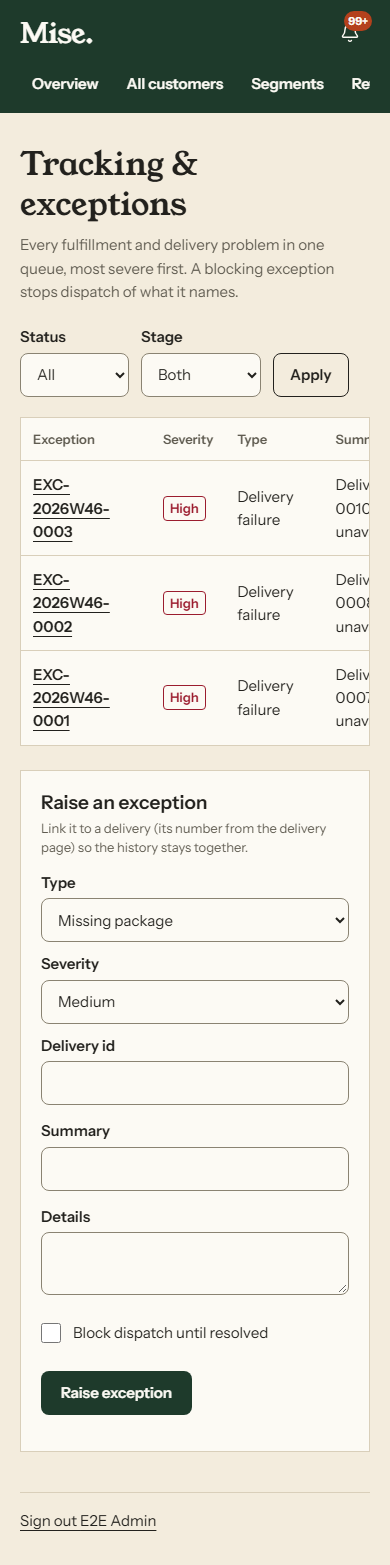 Mise.
99+
Overview All customers Segments
Tracking &
exceptions
Every fulfillment and delivery problem in one
queue, most severe first. A blocking exception
stops dispatch of what it names.
Status Stage
All Both Apply
Exception Severity Type
EXC-
2026W46-
0003
High
Delivery
failure
EXC-
2026W46-
0002
High
Delivery
failure
EXC-
2026W46-
0001
High
Delivery
failure
Raise an exception
Link it to a delivery (its number from the delivery
page) so the history stays together.
Type
Missing package
Severity
Medium
Delivery id
Summary
Details
Block dispatch until resolved
Raise exception
Sign out E2E Admin